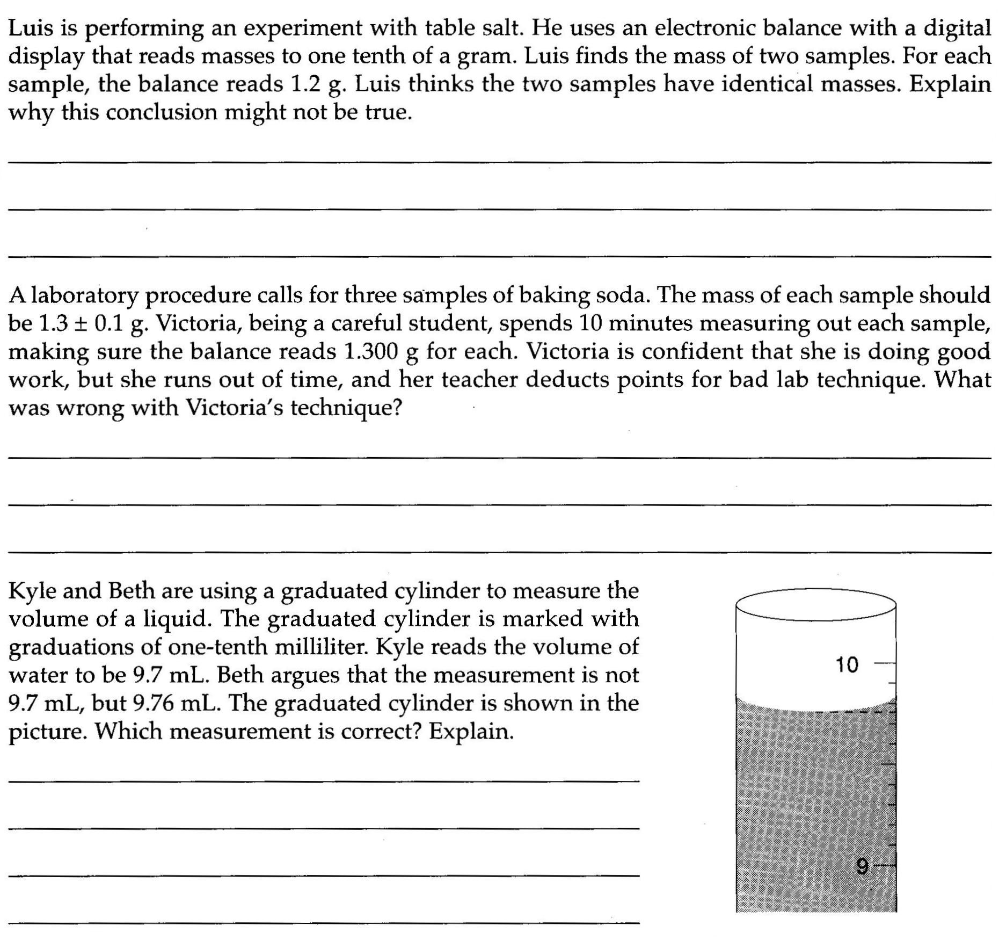 Luis is performing an experiment with table salt. He uses an electronic balance with a digital
display that reads masses to one tenth of a gram. Luis finds the mass of two samples. For each
sample, the balance reads 1.2 g. Luis thinks the two samples have identical masses. Explain
why this conclusion might not be true.
A laboratory procedure calls for three samples of baking soda. The mass of each sample should
be 1.3 ± 0.1 g. Victoria, being a careful student, spends 10 minutes measuring out each sample,
making sure the balance reads 1.300 g for each. Victoria is confident that she is doing good
work, but she runs out of time, and her teacher deducts points for bad lab technique. What
was wrong with Victoria's technique?
Kyle and Beth are using a graduated cylinder to measure the
volume of a liquid. The graduated cylinder is marked with
graduations of one-tenth milliliter. Kyle reads the volume of
water to be 9.7 mL. Beth argues that the measurement is not
9.7 mL, but 9.76 mL. The graduated cylinder is shown in the
picture. Which measurement is correct? Explain.
10
9